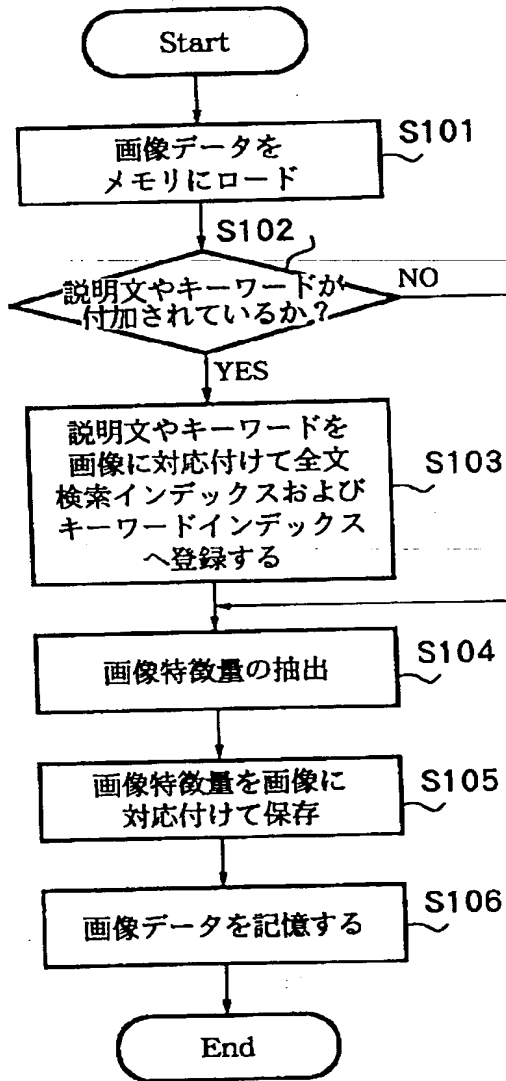 Start
画像データを
メモリにロード
S101
S102
説明文やキーワードが
付加されているか？
NO
YES
説明文やキーワードを
画像に対応付けて全文
検索インデックスおよび
キーワードインデックス
へ登録する
S103
画像特徴量の抽出
S104
画像特徴量を画像に
対応付けて保存
S105
画像データを記憶する
S106
End